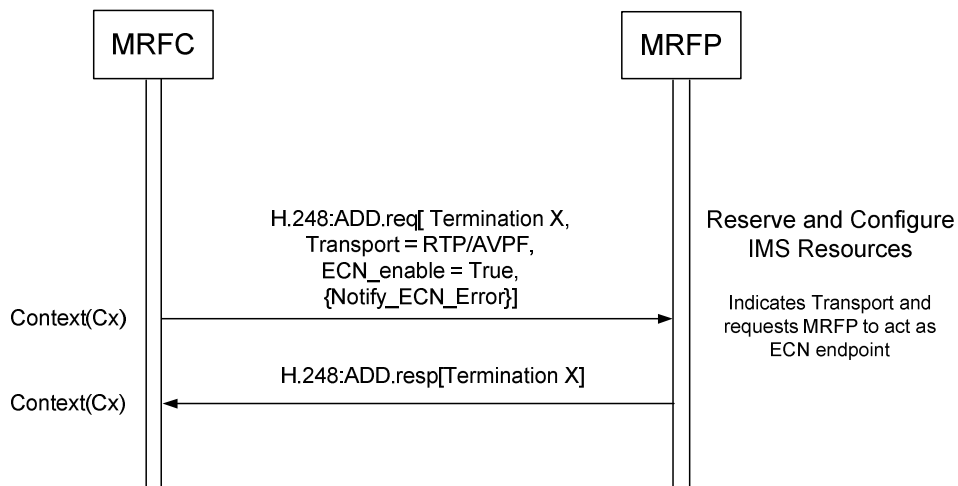 MRFC
MRFP
H.248:ADD.req[ Termination X,
Transport = RTP/AVPF,
ECN_enable = True,
{Notify_ECN_Error}]
Reserve and Configure
IMS Resources
Indicates Transport and
requests MRFP to act as
ECN endpoint
Context(Cx)
H.248:ADD.resp[Termination X]
Context(Cx)